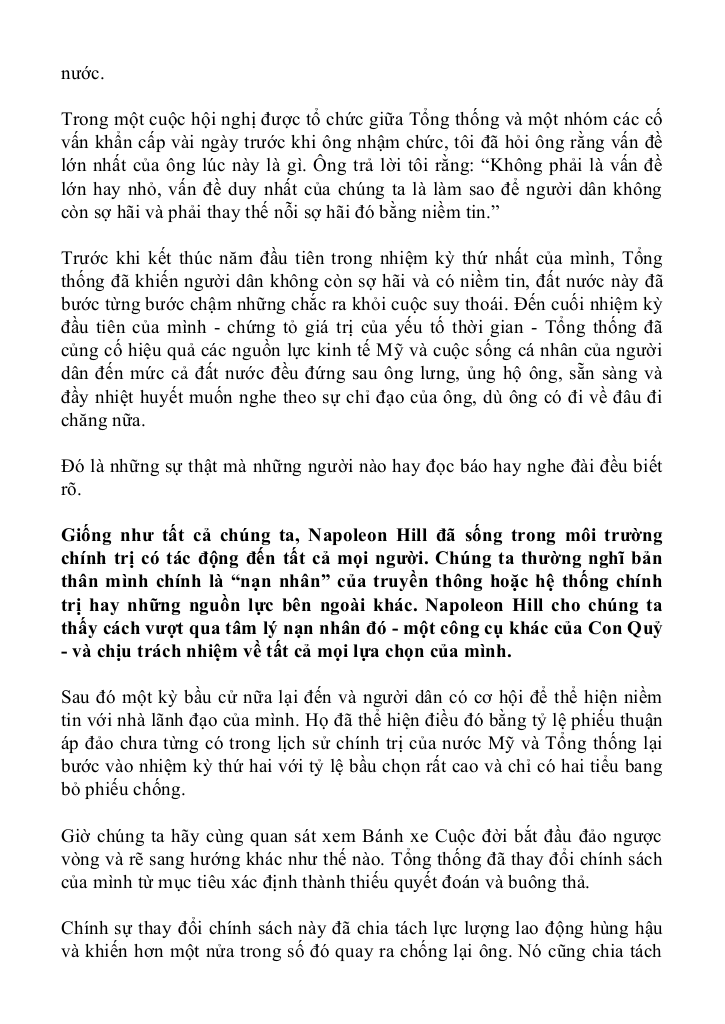 nước.
Trong một cuộc hội nghị được tổ chức giữa Tổng thống và một nhóm các cố
vấn khẩn cấp vài ngày trước khi ông nhậm chức, tôi đã hỏi ông rằng vấn đề
lớn nhất của ông lúc này là gì. Ông trả lời tôi rằng: “Không phải là vấn đề
lớn hay nhỏ, vấn đề duy nhất của chúng ta là làm sao để người dân không
còn sợ hãi và phải thay thế nỗi sợ hãi đó bằng niềm tin.”
Trước khi kết thúc năm đầu tiên trong nhiệm kỳ thứ nhất của mình, Tổng
thống đã khiến người dân không còn sợ hãi và có niềm tin, đất nước này đã
bước từng bước chậm những chắc ra khỏi cuộc suy thoái. Đến cuối nhiệm kỳ
đầu tiên của mình - chứng tỏ giá trị của yếu tố thời gian - Tổng thống đã
củng cố hiệu quả các nguồn lực kinh tế Mỹ và cuộc sống cá nhân của người
dân đến mức cả đất nước đều đứng sau ông lưng, ủng hộ ông, sẵn sàng và
đầy nhiệt huyết muốn nghe theo sự chỉ đạo của ông, dù ông có đi về đâu đi
chăng nữa.
Đó là những sự thật mà những người nào hay đọc báo hay nghe đài đều biết
rõ.
Giống như tất cả chúng ta, Napoleon Hill đã sống trong môi trường
chính trị có tác động đến tất cả mọi người. Chúng ta thường nghĩ bản
thân mình chính là “nạn nhân” của truyền thông hoặc hệ thống chính
trị hay những nguồn lực bên ngoài khác. Napoleon Hill cho chúng ta
thấy cách vượt qua tâm lý nạn nhân đó - một công cụ khác của Con Quỷ
- và chịu trách nhiệm về tất cả mọi lựa chọn của mình.
Sau đó một kỳ bầu cử nữa lại đến và người dân có cơ hội để thể hiện niềm
tin với nhà lãnh đạo của mình. Họ đã thể hiện điều đó bằng tỷ lệ phiếu thuận
áp đảo chưa từng có trong lịch sử chính trị của nước Mỹ và Tổng thống lại
bước vào nhiệm kỳ thứ hai với tỷ lệ bầu chọn rất cao và chỉ có hai tiểu bang
bỏ phiếu chống.
Giờ chúng ta hãy cùng quan sát xem Bánh xe Cuộc đời bắt đầu đảo ngược
vòng và rẽ sang hướng khác như thế nào. Tổng thống đã thay đổi chính sách
của mình từ mục tiêu xác định thành thiếu quyết đoán và buông thả.
Chính sự thay đổi chính sách này đã chia tách lực lượng lao động hùng hậu
và khiến hơn một nửa trong số đó quay ra chống lại ông. Nó cũng chia tách